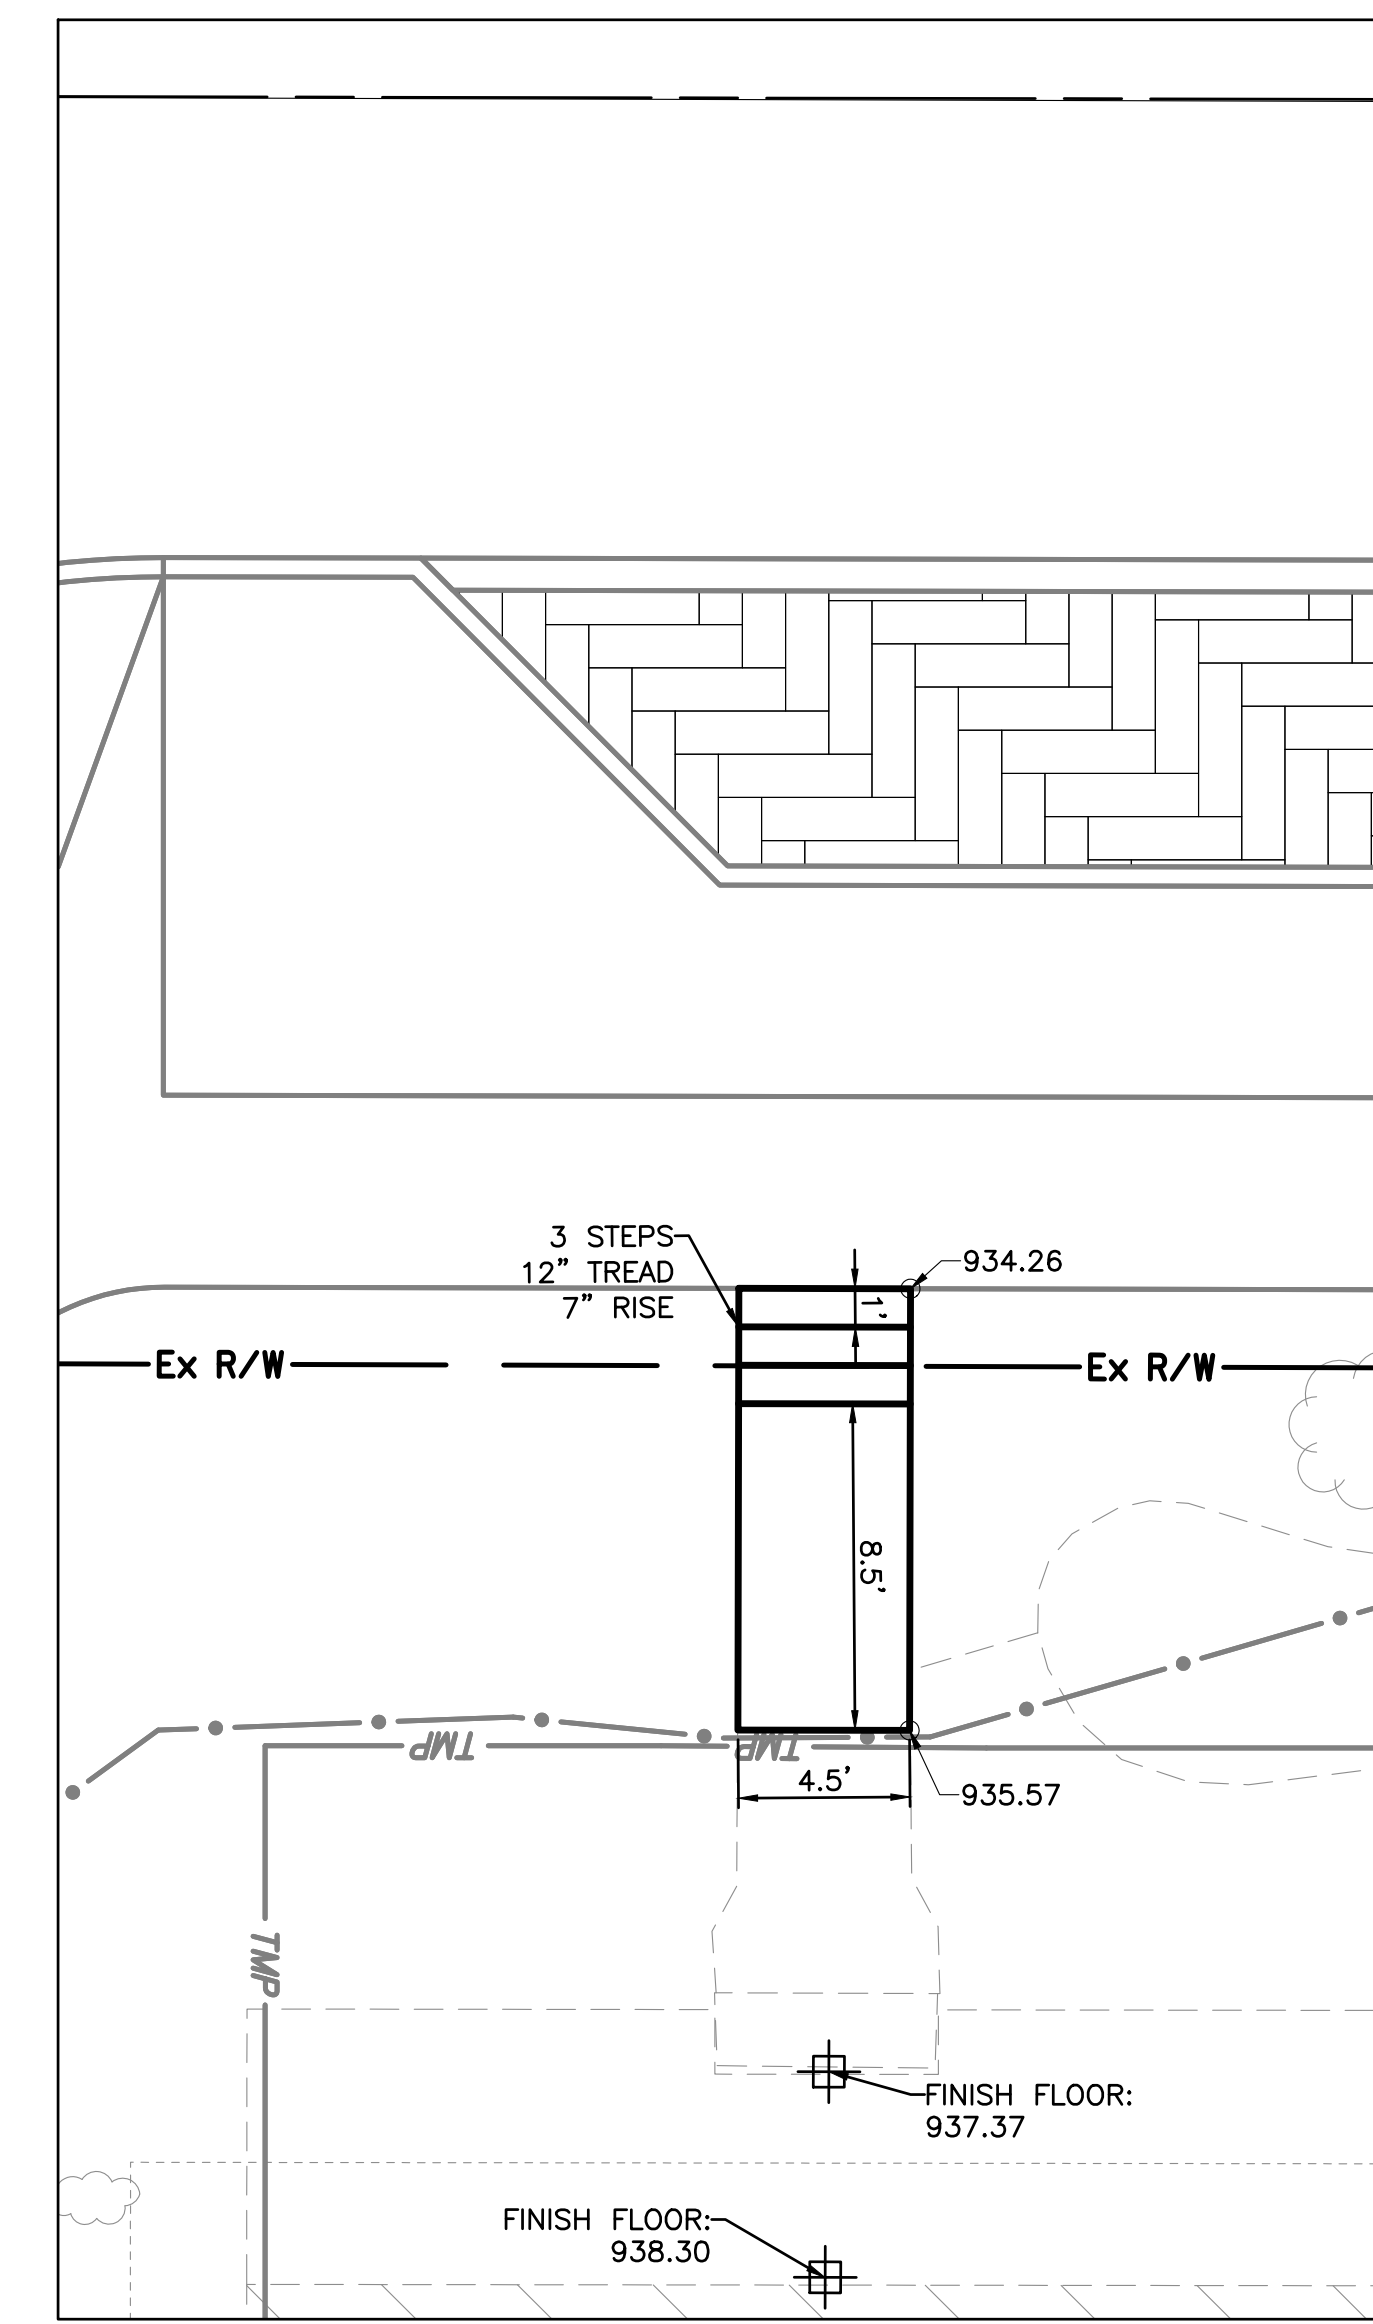 3 STEPS
12” TREAD
7” RISE
934.26
1’
Ex R/W
Ex R/W
8.5’
TMP
TMP
4.5’
935.57
TMP
FINISH FLOOR:
937.37
FINISH FLOOR:
938.30